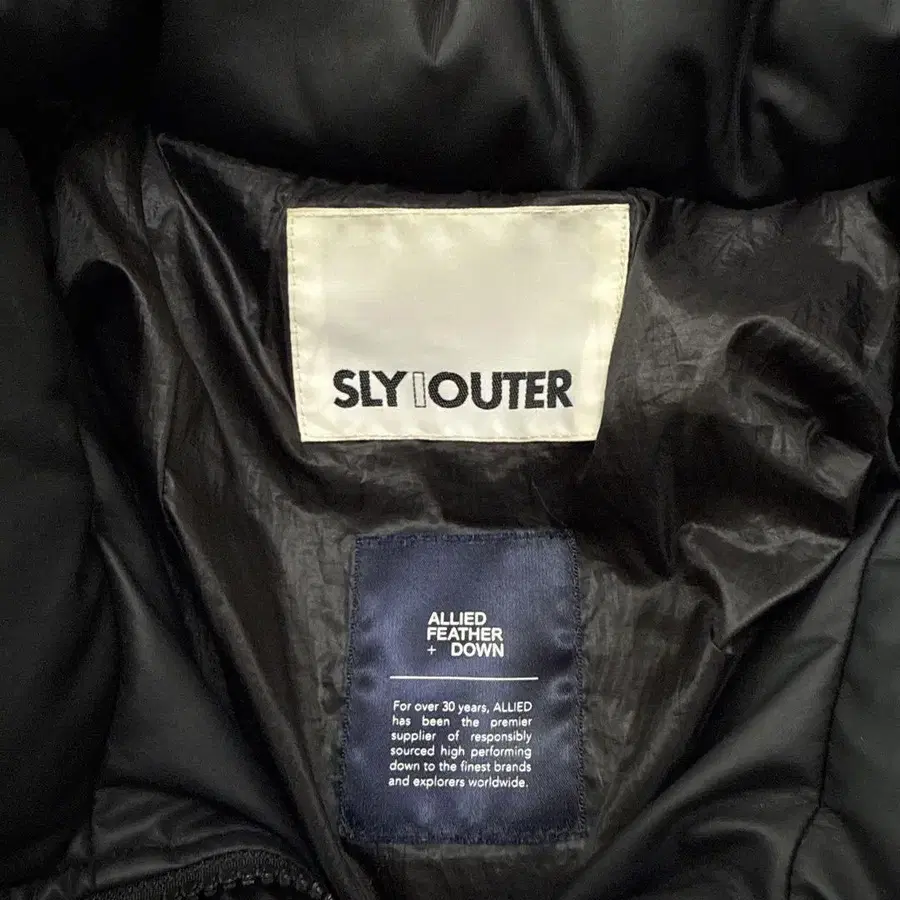 SLY OUTER
ALLIED
FEATHER
+ DOWN
For over 30 years, ALLIED
has been the premier
supplier of responsibly
sourced high performing
down to the finest brands
and explorers worldwide.